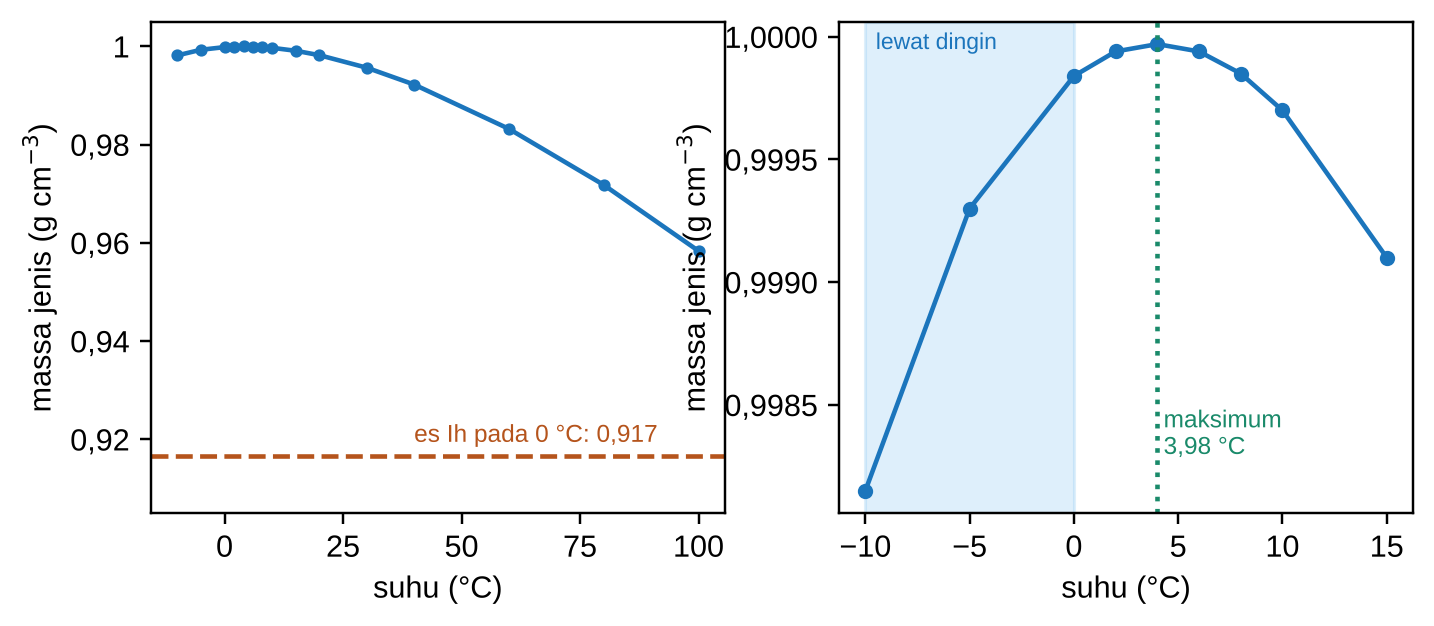 1
0,98
0,96
0,94
0,92
massa jenis (g cm⁻³)
es Ih pada 0 °C: 0,917
0 25 50 75 100
suhu (°C)
1,0000
0,9995
0,9990
0,9985
massa jenis (g cm⁻³)
lewat dingin
maksimum
3,98 °C
−10 −5 0 5 10 15
suhu (°C)